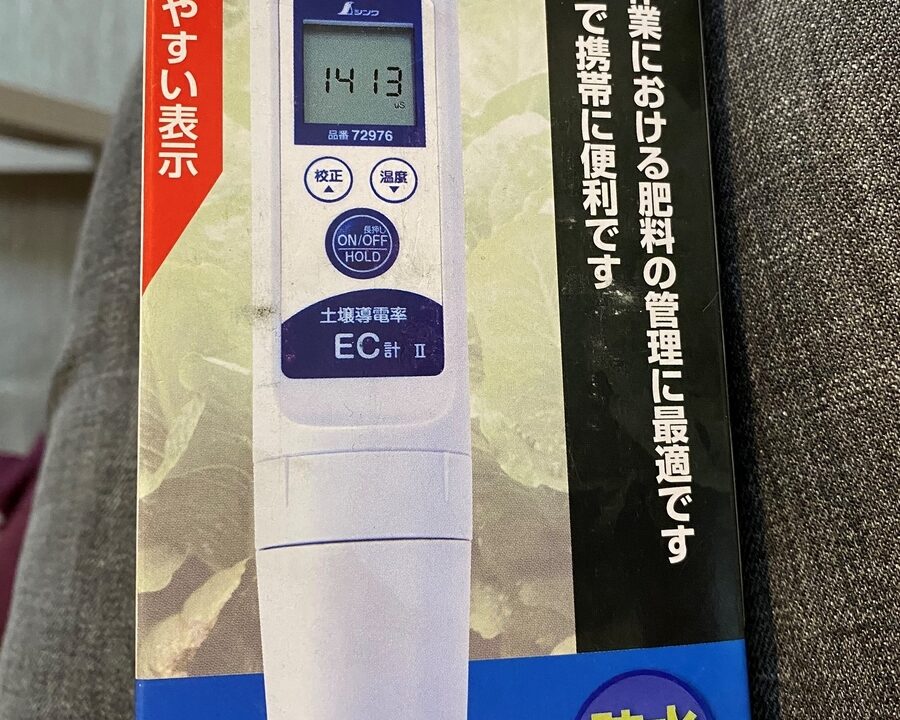 やすい表示
シンワ
1413
uS
品番 72976
校正
温度
長押し
ON/OFF
HOLD
土壌導電率
EC計 Ⅱ
業における肥料の管理に最適です
で携帯に便利です